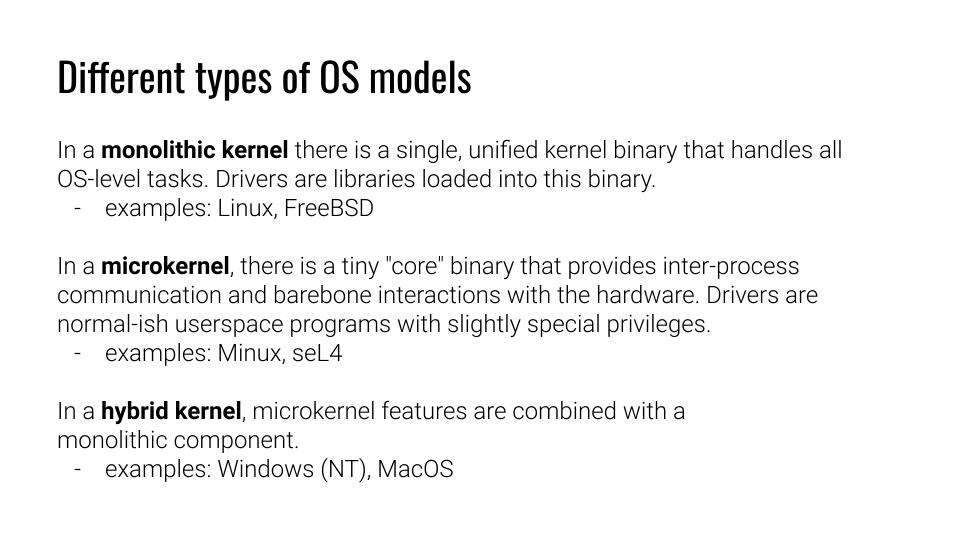 Different types of OS models
In a monolithic kernel there is a single, unified kernel binary that handles all
OS-level tasks. Drivers are libraries loaded into this binary.
- examples: Linux, FreeBSD
In a microkernel, there is a tiny "core" binary that provides inter-process
communication and barebone interactions with the hardware. Drivers are
normal-ish userspace programs with slightly special privileges.
- examples: Minux, seL4
In a hybrid kernel, microkernel features are combined with a
monolithic component.
- examples: Windows (NT), MacOS